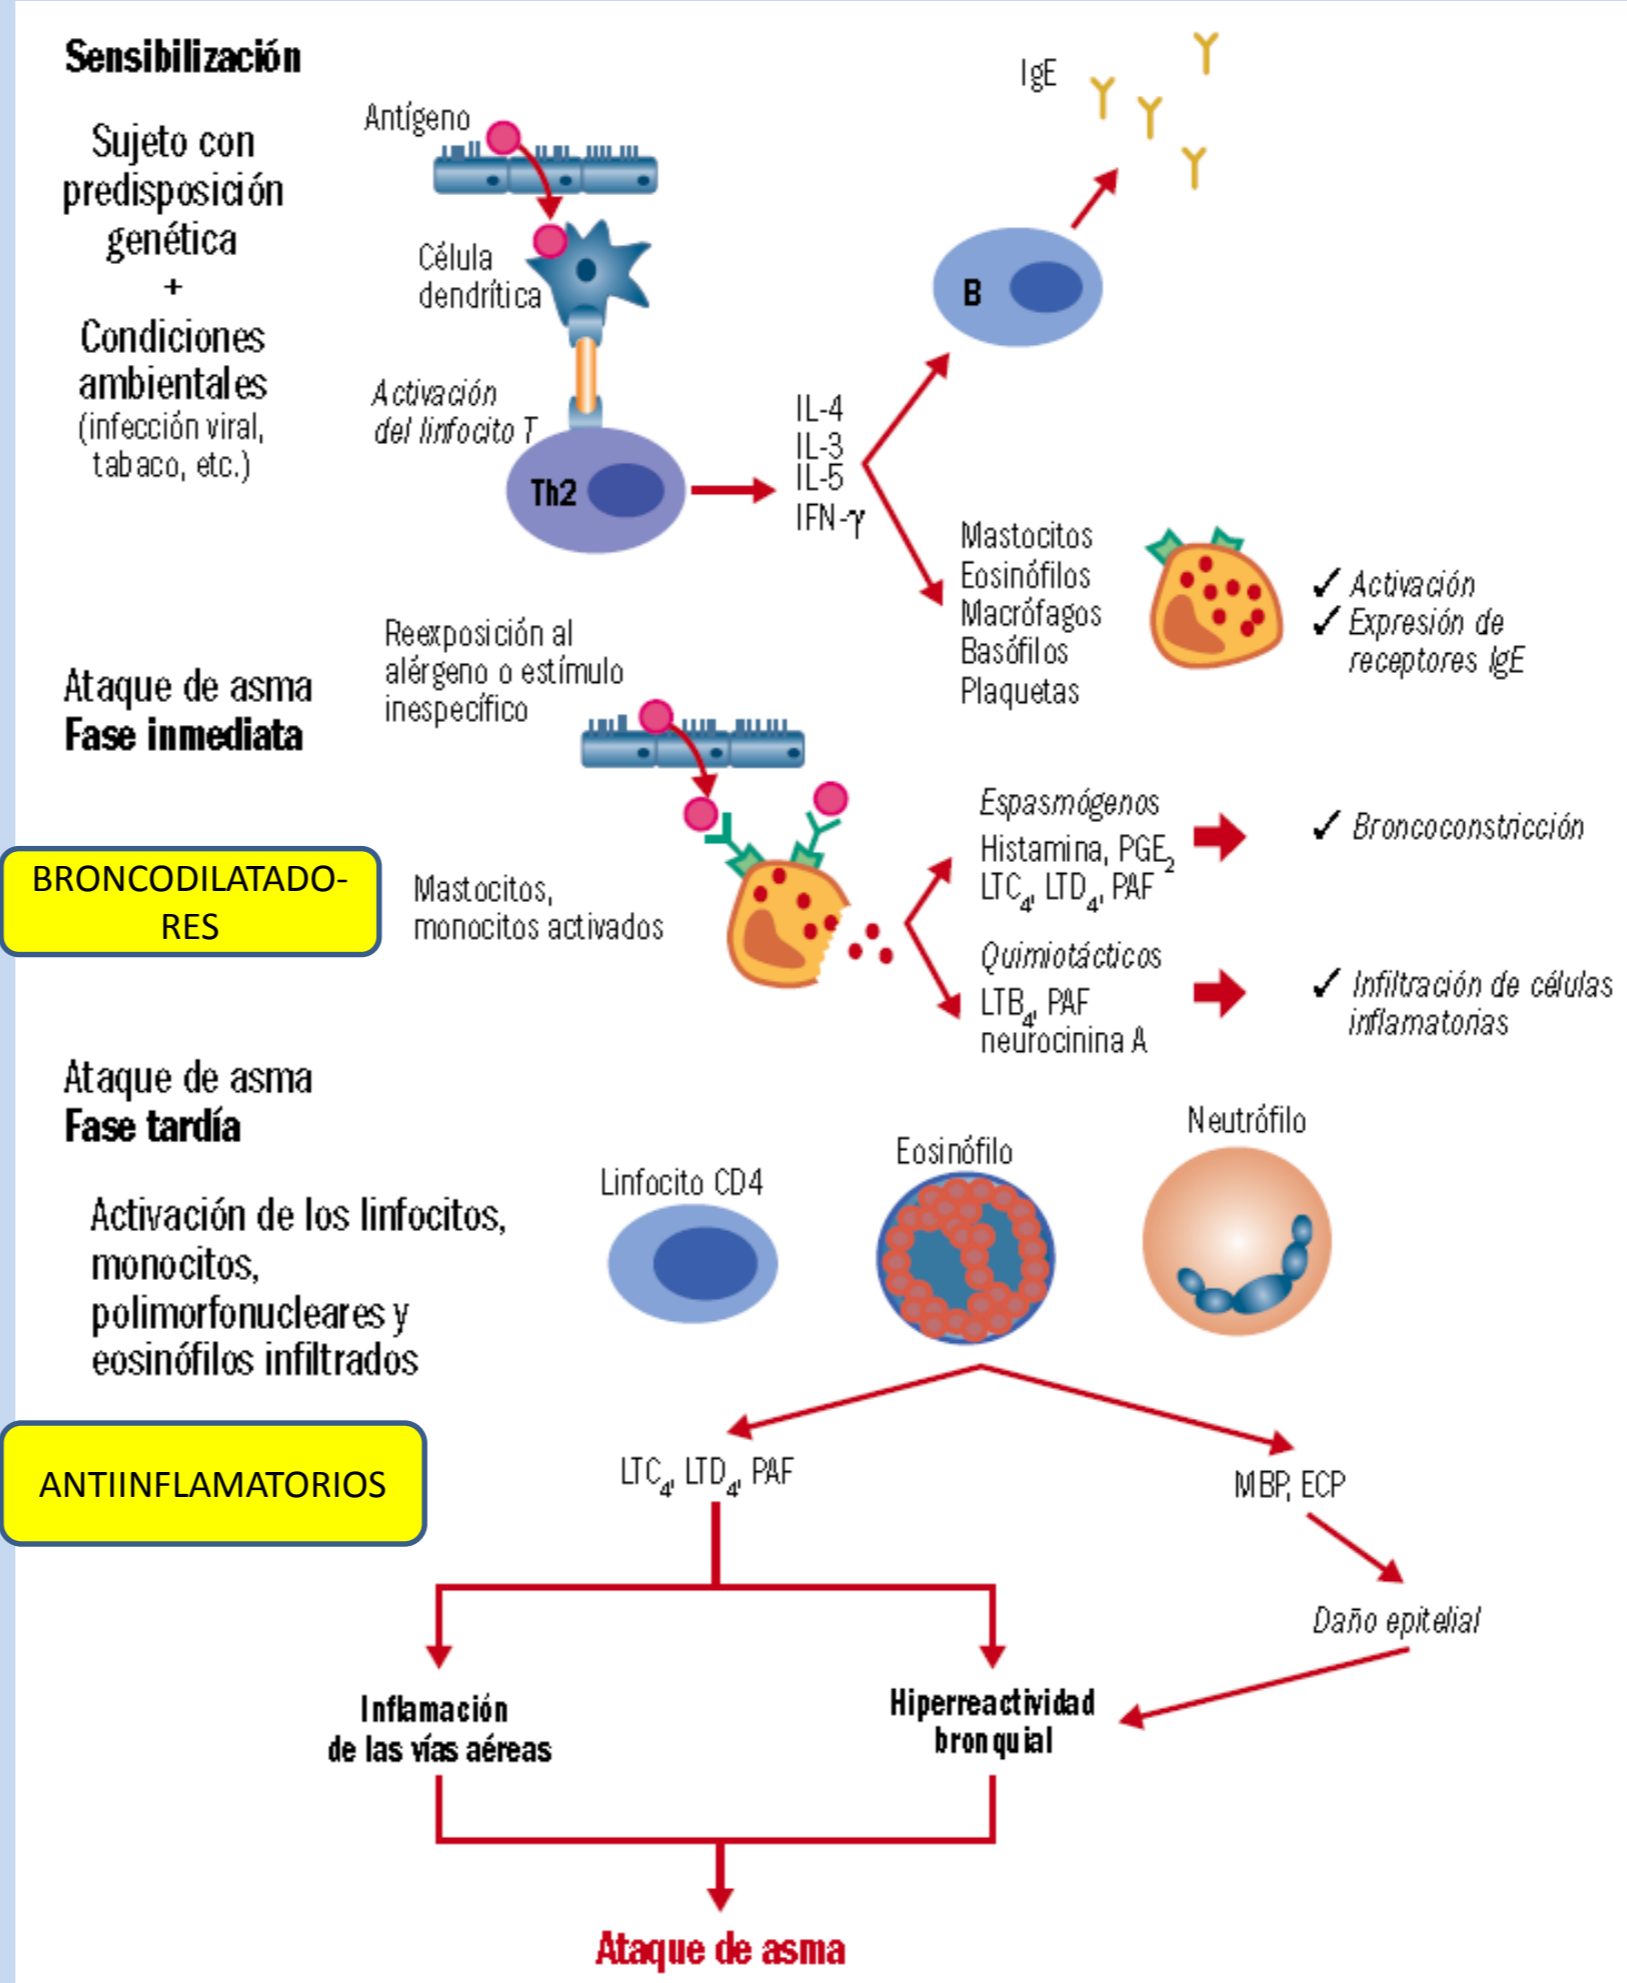 Sensibilización
Sujeto con
predisposición
genética
+
Condiciones
ambientales
(infección viral,
tabaco, etc.)
Antígeno
Célula
dendrítica
Activación
del linfocito T
Th2
IL-4
IL-3
IL-5
IFN-γ
IgE
B
Mastocitos
Eosinófilos
Macrófagos
Basófilos
Plaquetas
✓ Activación
✓ Expresión de
receptores IgE
Ataque de asma
Fase inmediata
Reexposición al
alérgeno o estímulo
inespecífico
BRONCODILATADO-
RES
Mastocitos,
monocitos activados
Espasmógenos
Histamina, PGE₂
LTC₄, LTD₄, PAF
✓ Broncoconstricción
Quimiotácticos
LTB₄, PAF
neurocinina A
✓ Infiltración de células
inflamatorias
Ataque de asma
Fase tardía
Activación de los linfocitos,
monocitos,
polimorfonucleares y
eosinófilos infiltrados
Linfocito CD4
Eosinófilo
Neutrófilo
ANTIINFLAMATORIOS
LTC₄, LTD₄, PAF
MBP, ECP
Daño epitelial
Inflamación
de las vías aéreas
Hiperreactividad
bronquial
Ataque de asma